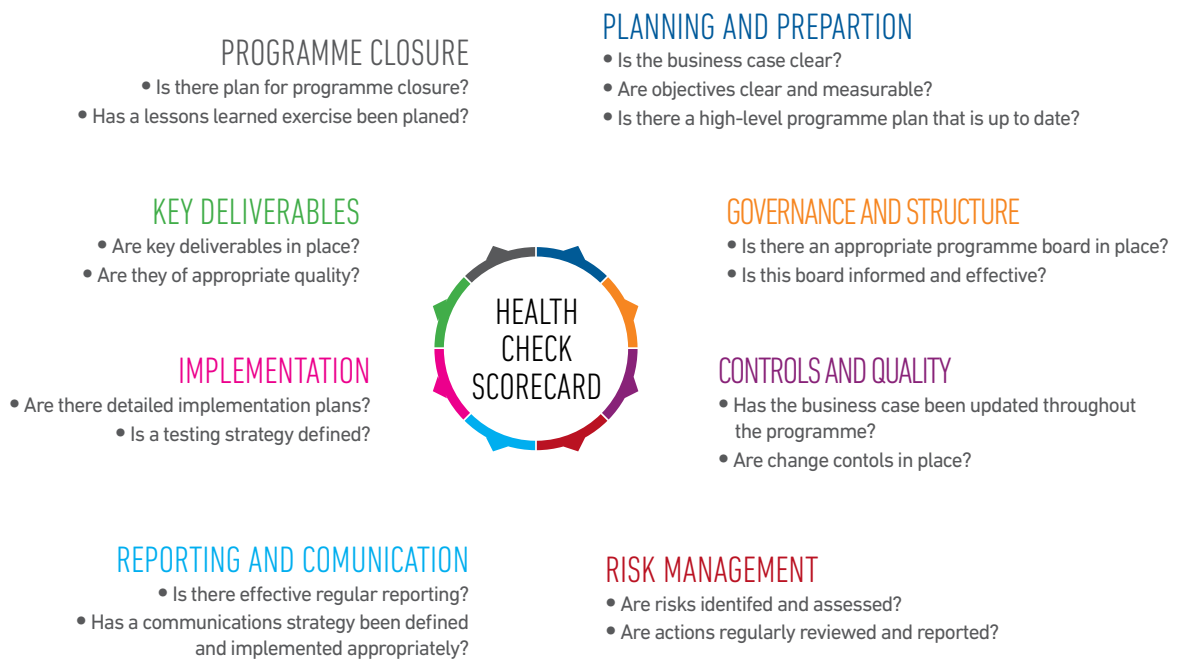 PROGRAMME CLOSURE
• Is there plan for programme closure?
• Has a lessons learned exercise been planed?
PLANNING AND PREPARTION
• Is the business case clear?
• Are objectives clear and measurable?
• Is there a high-level programme plan that is up to date?
KEY DELIVERABLES
• Are key deliverables in place?
• Are they of appropriate quality?
GOVERNANCE AND STRUCTURE
• Is there an appropriate programme board in place?
• Is this board informed and effective?
HEALTH
CHECK
SCORECARD
IMPLEMENTATION
• Are there detailed implementation plans?
• Is a testing strategy defined?
CONTROLS AND QUALITY
• Has the business case been updated throughout
the programme?
• Are change contols in place?
REPORTING AND COMUNICATION
• Is there effective regular reporting?
• Has a communications strategy been defined
and implemented appropriately?
RISK MANAGEMENT
• Are risks identifed and assessed?
• Are actions regularly reviewed and reported?